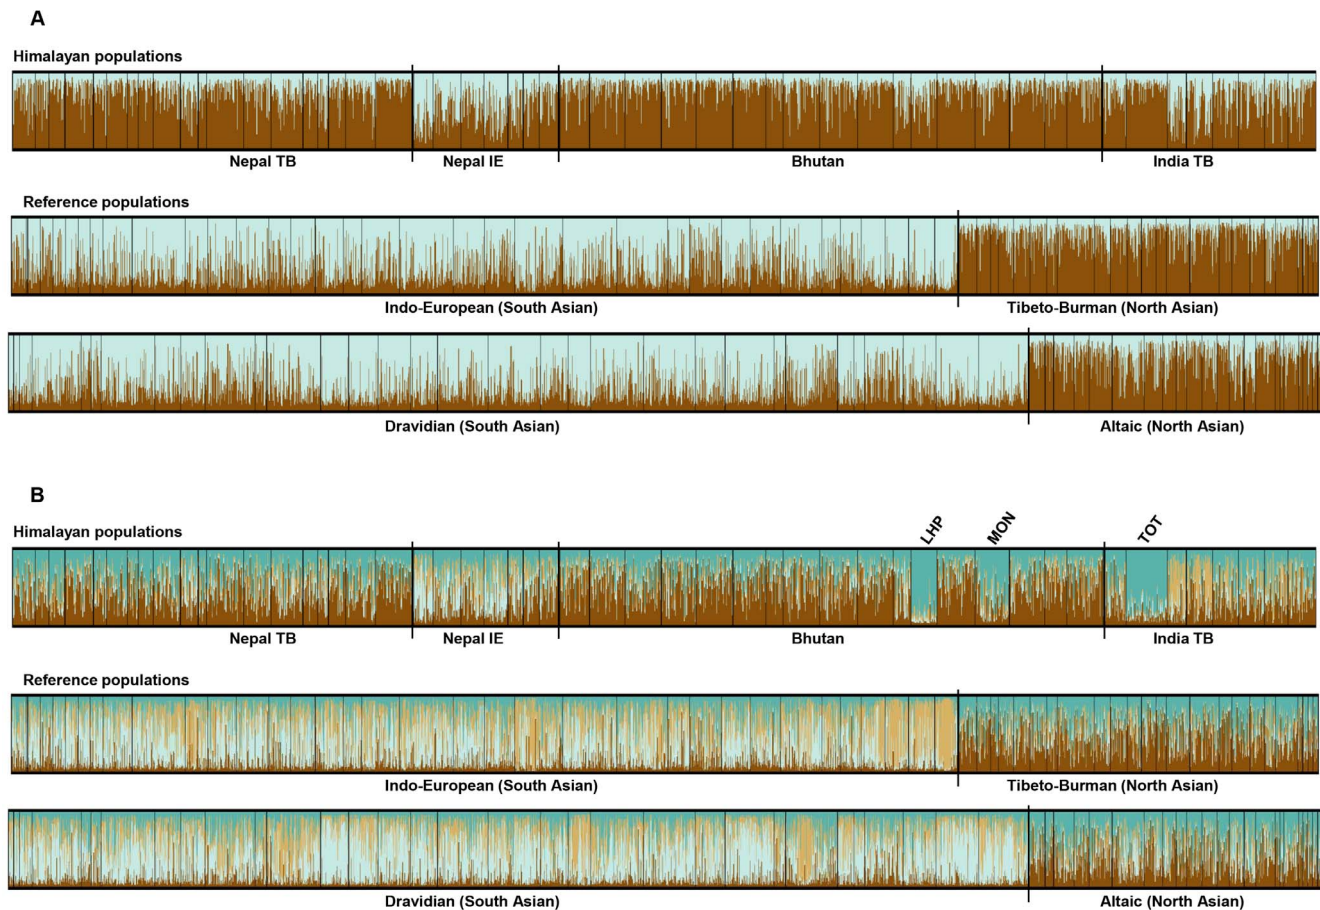 A
Himalayan populations
Nepal TB Nepal IE Bhutan India TB
Reference populations
Indo-European (South Asian) Tibeto-Burman (North Asian)
Dravidian (South Asian) Altaic (North Asian)
B
Himalayan populations LHP MON TOT
Nepal TB Nepal IE Bhutan India TB
Reference populations
Indo-European (South Asian) Tibeto-Burman (North Asian)
Dravidian (South Asian) Altaic (North Asian)